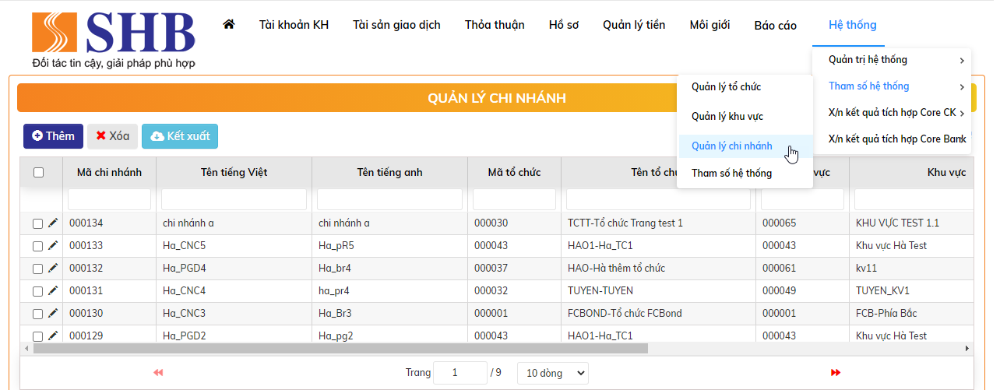 SHB
Đối tác tin cậy, giải pháp phù hợp
Tài khoản KH Tài sản giao dịch Thỏa thuận Hồ sơ Quản lý tiền Môi giới Báo cáo Hệ thống
Quản trị hệ thống
Tham số hệ thống
X/n kết quả tích hợp Core CK
X/n kết quả tích hợp Core Bank
Quản lý tổ chức
Quản lý khu vực
Quản lý chi nhánh
Tham số hệ thống
QUẢN LÝ CHI NHÁNH
Thêm Xóa Kết xuất
Mã chi nhánh Tên tiếng Việt Tên tiếng anh Mã tổ chức Tên tổ vực Khu vực
000134 chi nhánh a chi nhánh a 000030 TCTT-Tổ chức Trang test 1 000065 KHU VỰC TEST 1.1
000133 Ha_CNC5 Ha_pR5 000043 HAO1-Ha_TC1 000043 Khu vực Hà Test
000132 Ha_PGD4 Ha_br4 000037 HAO-Hà thêm tổ chức 000061 kv11
000131 Ha_CNC4 ha_pr4 000032 TUYEN-TUYEN 000049 TUYEN_KV1
000130 Ha_CNC3 Ha_Br3 000001 FCBOND-Tổ chức FCBond 000001 FCB-Phía Bắc
000129 Ha_PGD2 Ha_pg2 000043 HAO1-Ha_TC1 000043 Khu vực Hà Test
Trang 1 / 9 10 dòng